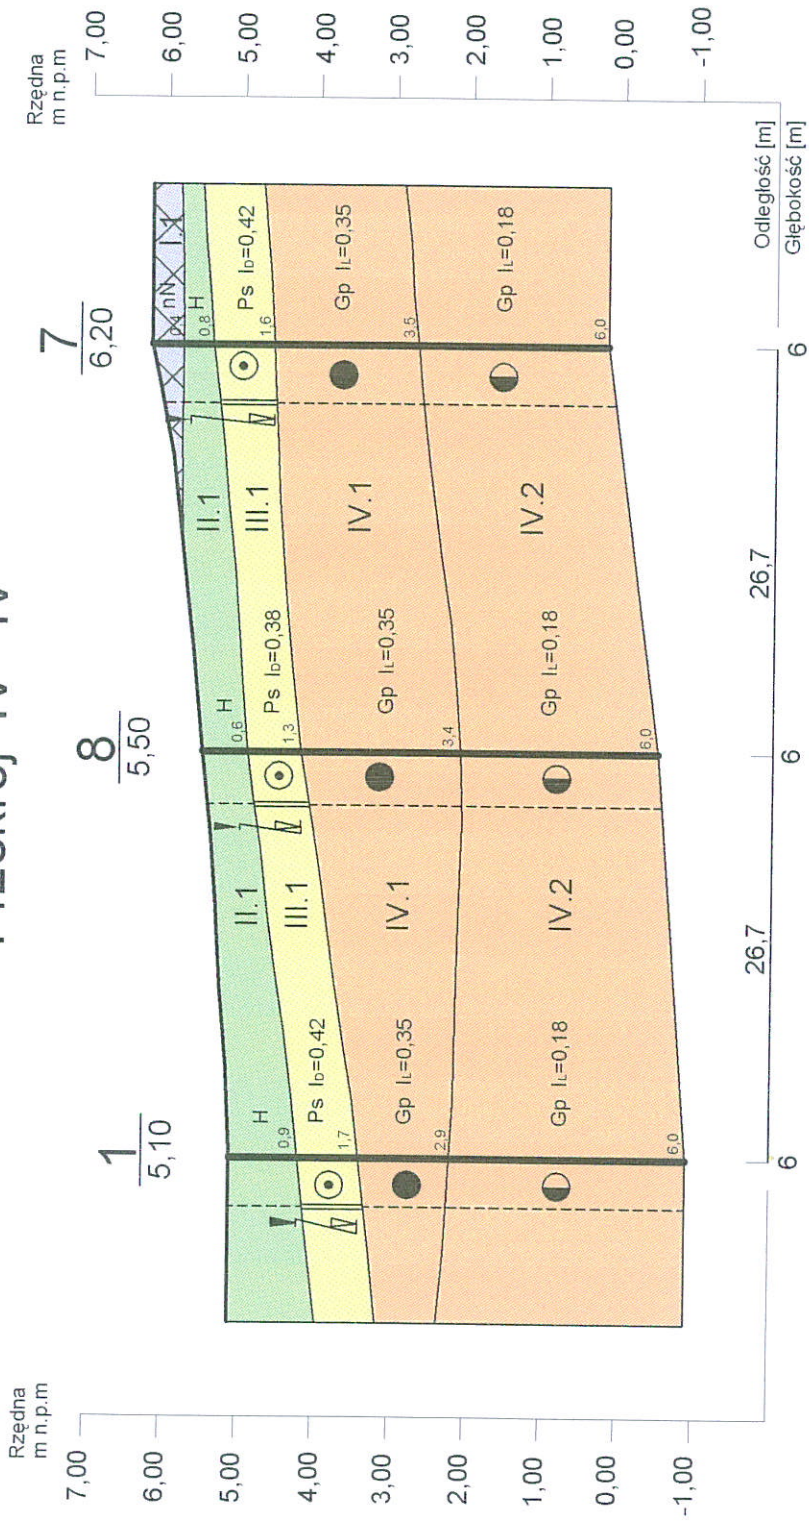 Rzędna
m n.p.m
7,00
6,00
5,00
4,00
3,00
2,00
1,00
0,00
-1,00
1
5,10
H
0,9
Ps ID=0,42
1,7
Gp IL=0,35
2,9
Gp IL=0,18
6,0
II.1
III.1
IV.1
IV.2
8
5,50
H
0,6
Ps ID=0,38
1,3
Gp IL=0,35
3,4
Gp IL=0,18
6,0
II.1
III.1
IV.1
IV.2
7
6,20
nN
I.1
0,4
H
0,8
Ps ID=0,42
1,6
Gp IL=0,35
3,5
Gp IL=0,18
6,0
Rzędna
m n.p.m
7,00
6,00
5,00
4,00
3,00
2,00
1,00
0,00
-1,00
26,7
26,7
Odległość [m]
6
6
6
Głębokość [m]